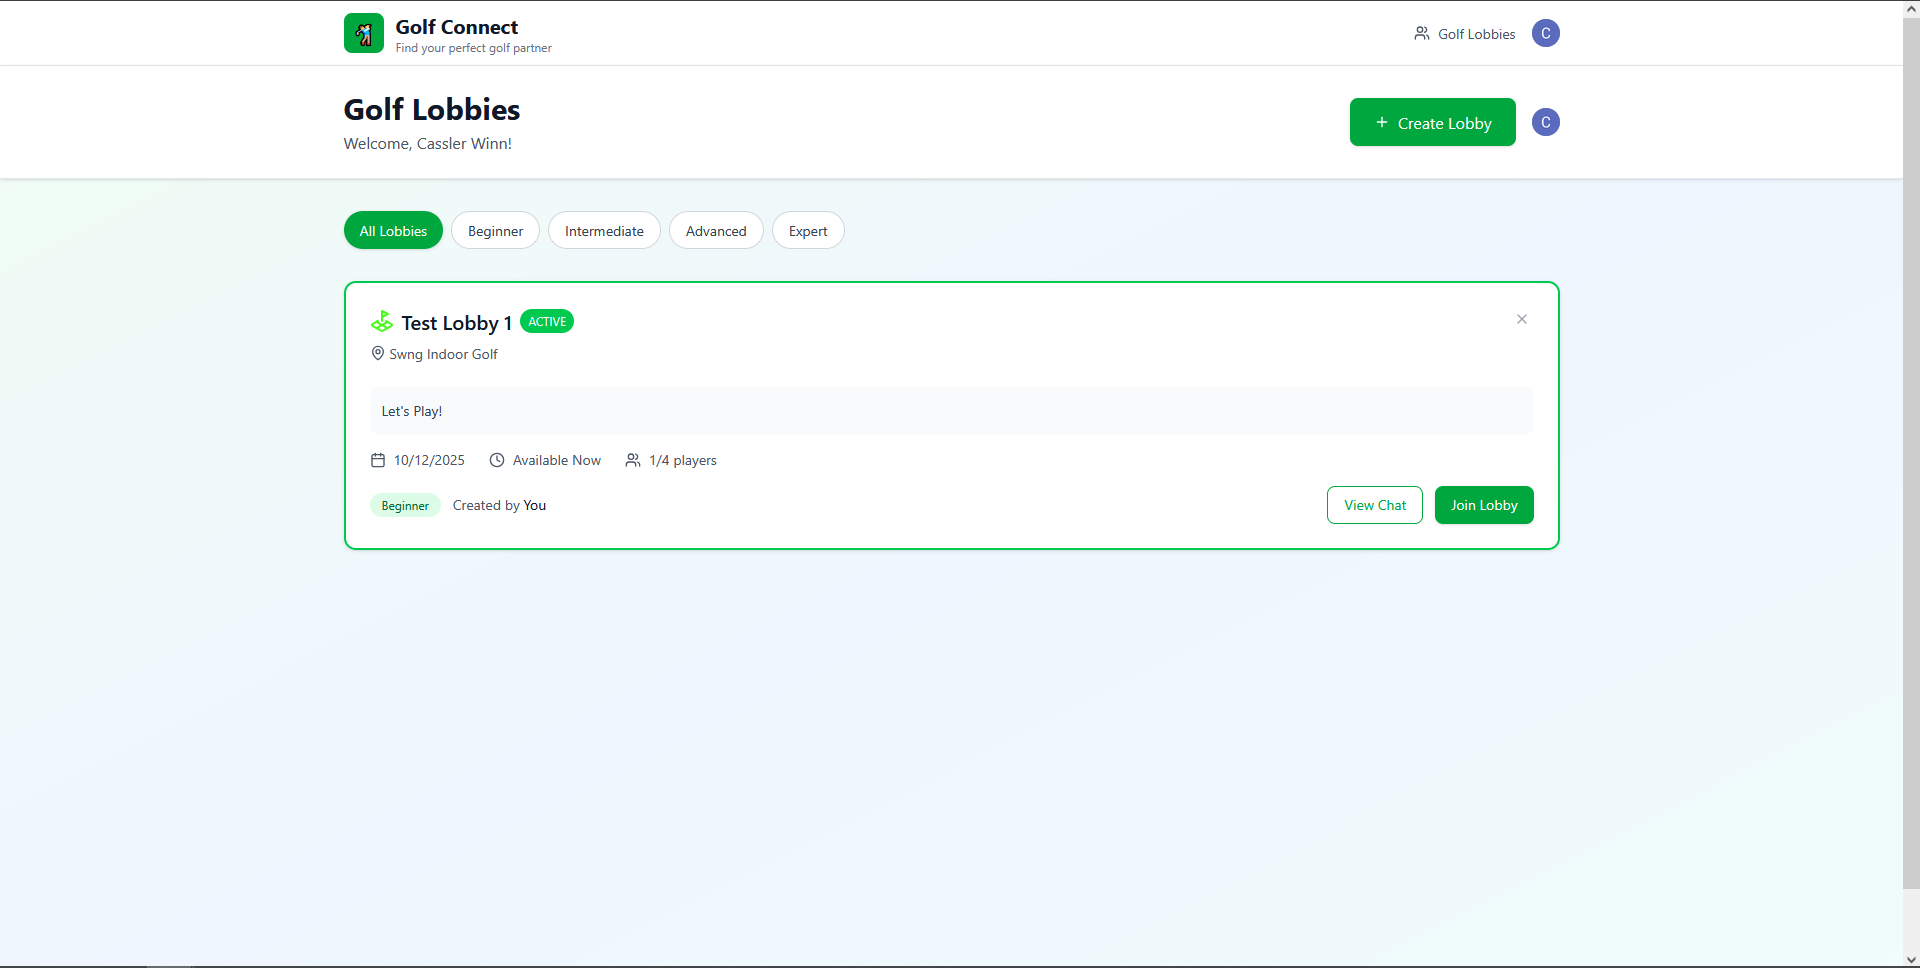 Golf Connect
Find your perfect golf partner
Golf Lobbies
C
Golf Lobbies
Welcome, Cassler Winn!
+ Create Lobby
C
All Lobbies
Beginner
Intermediate
Advanced
Expert
Test Lobby 1
ACTIVE
Swng Indoor Golf
Let's Play!
10/12/2025
Available Now
1/4 players
Beginner
Created by You
View Chat
Join Lobby